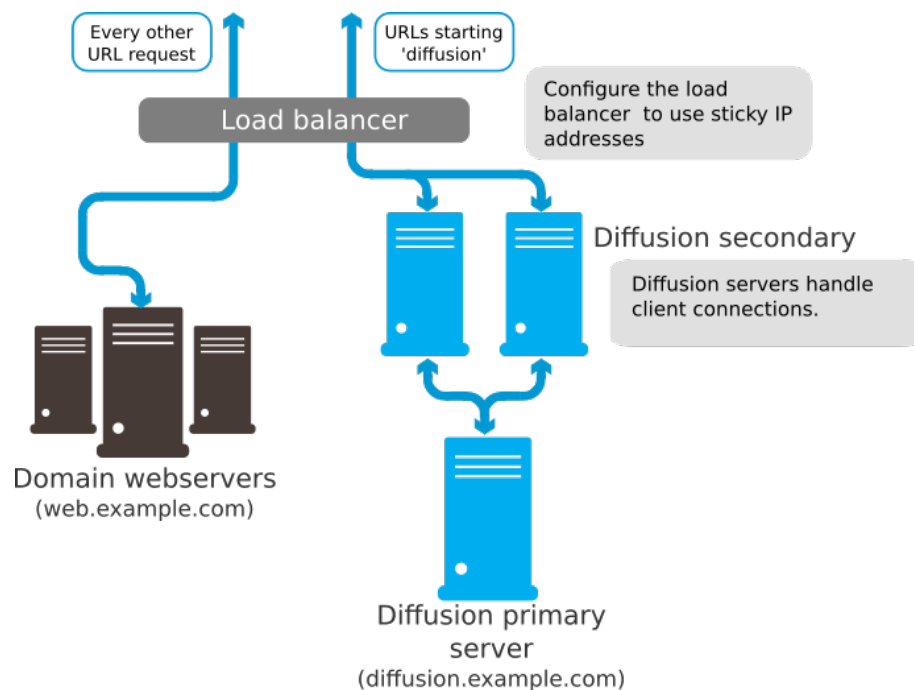 Every other
URL request
URLs starting
'diffusion'
Load balancer
Configure the load
balancer to use sticky IP
addresses
Diffusion secondary
Diffusion servers handle
client connections.
Domain webservers
(web.example.com)
Diffusion primary
server
(diffusion.example.com)